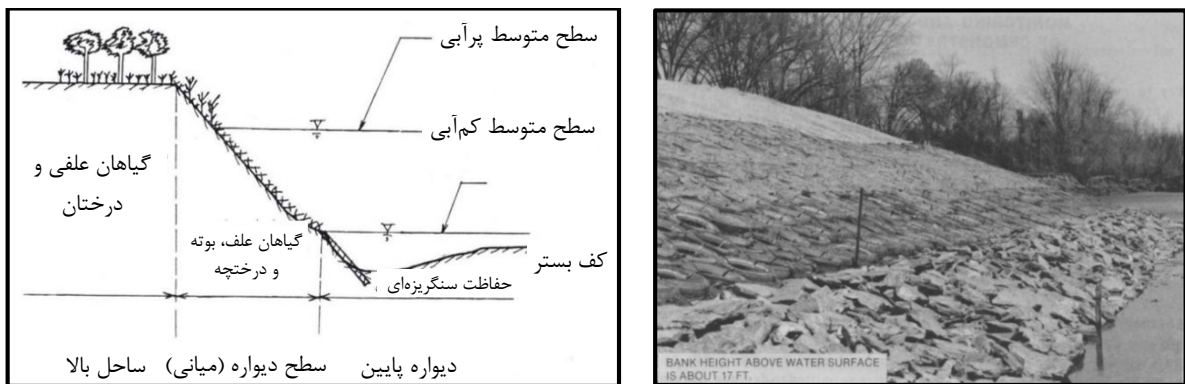 سطح متوسط پرآبی
سطح متوسط کم‌آبی
گیاهان علفی و
درختان
گیاهان علف، بوته
و درختچه
کف بستر
حفاظت سنگریزه‌ای
ساحل بالا
سطح دیواره (میانی)
دیواره پایین
BANK HEIGHT ABOVE WATER SURFACE
IS ABOUT 17 FT.